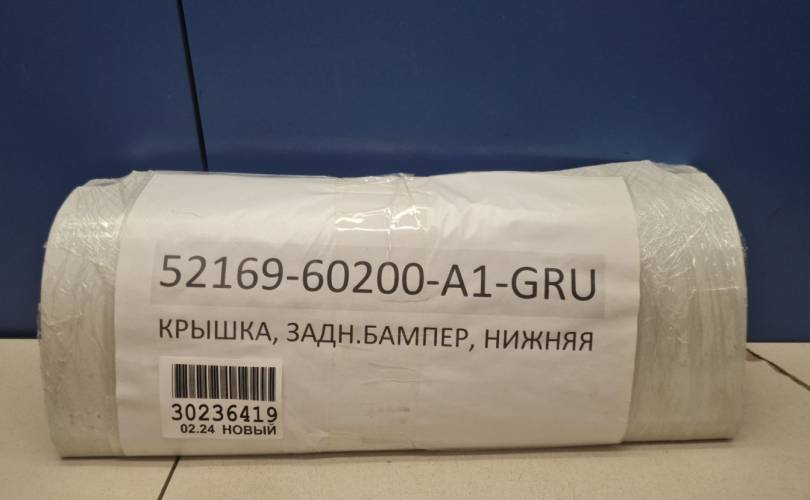 52169-60200-A1-GRU
КРЫШКА, ЗАДН.БАМПЕР, НИЖНЯЯ
30236419
02.24 НОВЫЙ